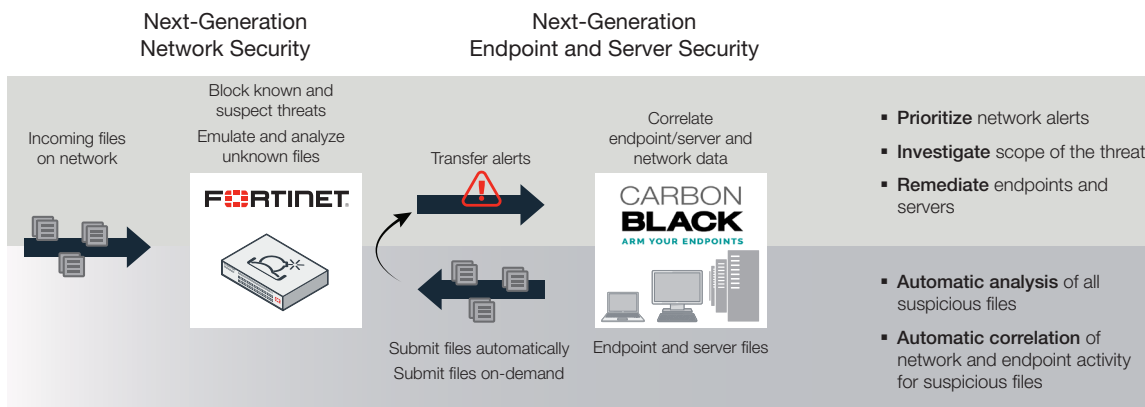 Next-Generation
Network Security
Next-Generation
Endpoint and Server Security
Incoming files
on network
Block known and
suspect threats
Emulate and analyze
unknown files
FORTINET®
Transfer alerts
Submit files automatically
Submit files on-demand
Correlate
endpoint/server and
network data
CARBON
BLACK
ARM YOUR ENDPOINTS
Endpoint and server files
▪ Prioritize network alerts
▪ Investigate scope of the threat
▪ Remediate endpoints and
servers
▪ Automatic analysis of all
suspicious files
▪ Automatic correlation of
network and endpoint activity
for suspicious files